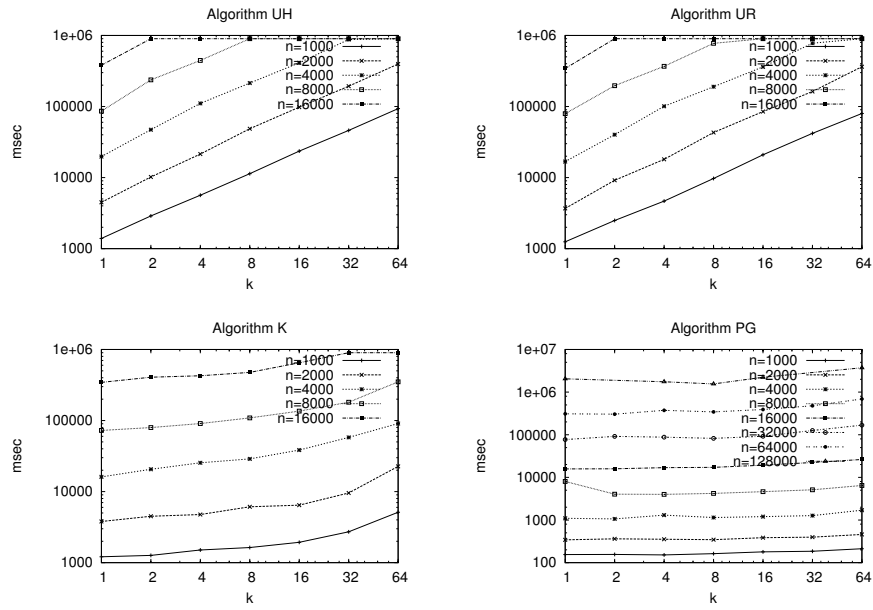 Algorithm UH
1e+06
100000
10000
1000
msec
n=1000
n=2000
n=4000
n=8000
n=16000
1 2 4 8 16 32 64
k
Algorithm UR
1e+06
100000
10000
1000
msec
n=1000
n=2000
n=4000
n=8000
n=16000
1 2 4 8 16 32 64
k
Algorithm K
1e+06
100000
10000
1000
msec
n=1000
n=2000
n=4000
n=8000
n=16000
1 2 4 8 16 32 64
k
Algorithm PG
1e+07
1e+06
100000
10000
1000
100
msec
n=1000
n=2000
n=4000
n=8000
n=16000
n=32000
n=64000
n=128000
1 2 4 8 16 32 64
k